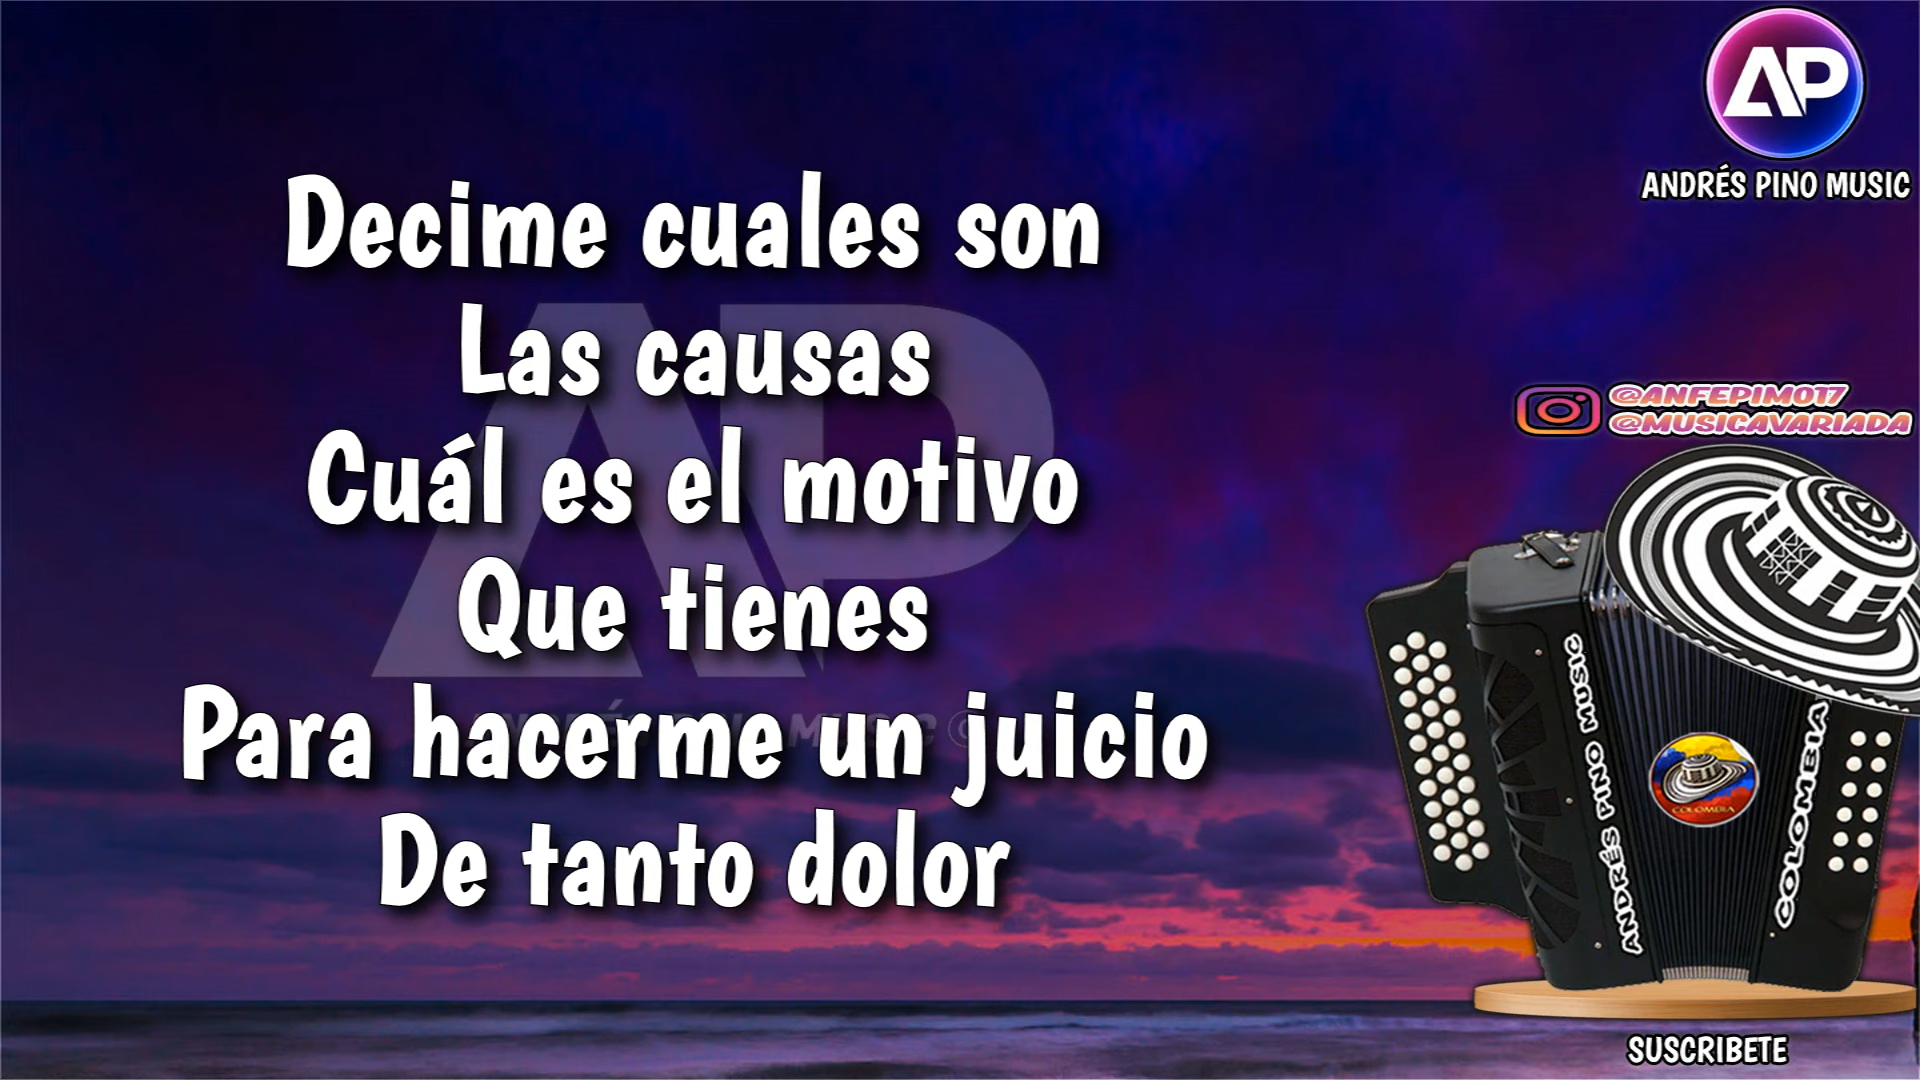 AP
ANDRÉS PINO MUSIC
Decime cuales son
Las causas
Cuál es el motivo
Que tienes
Para hacerme un juicio
De tanto dolor
AP
@ANFEPIM017
@MUSICAVARIADA
ANDRÉS PINO MUSIC
COLOMBIA
COLOMBIA
SUSCRIBETE